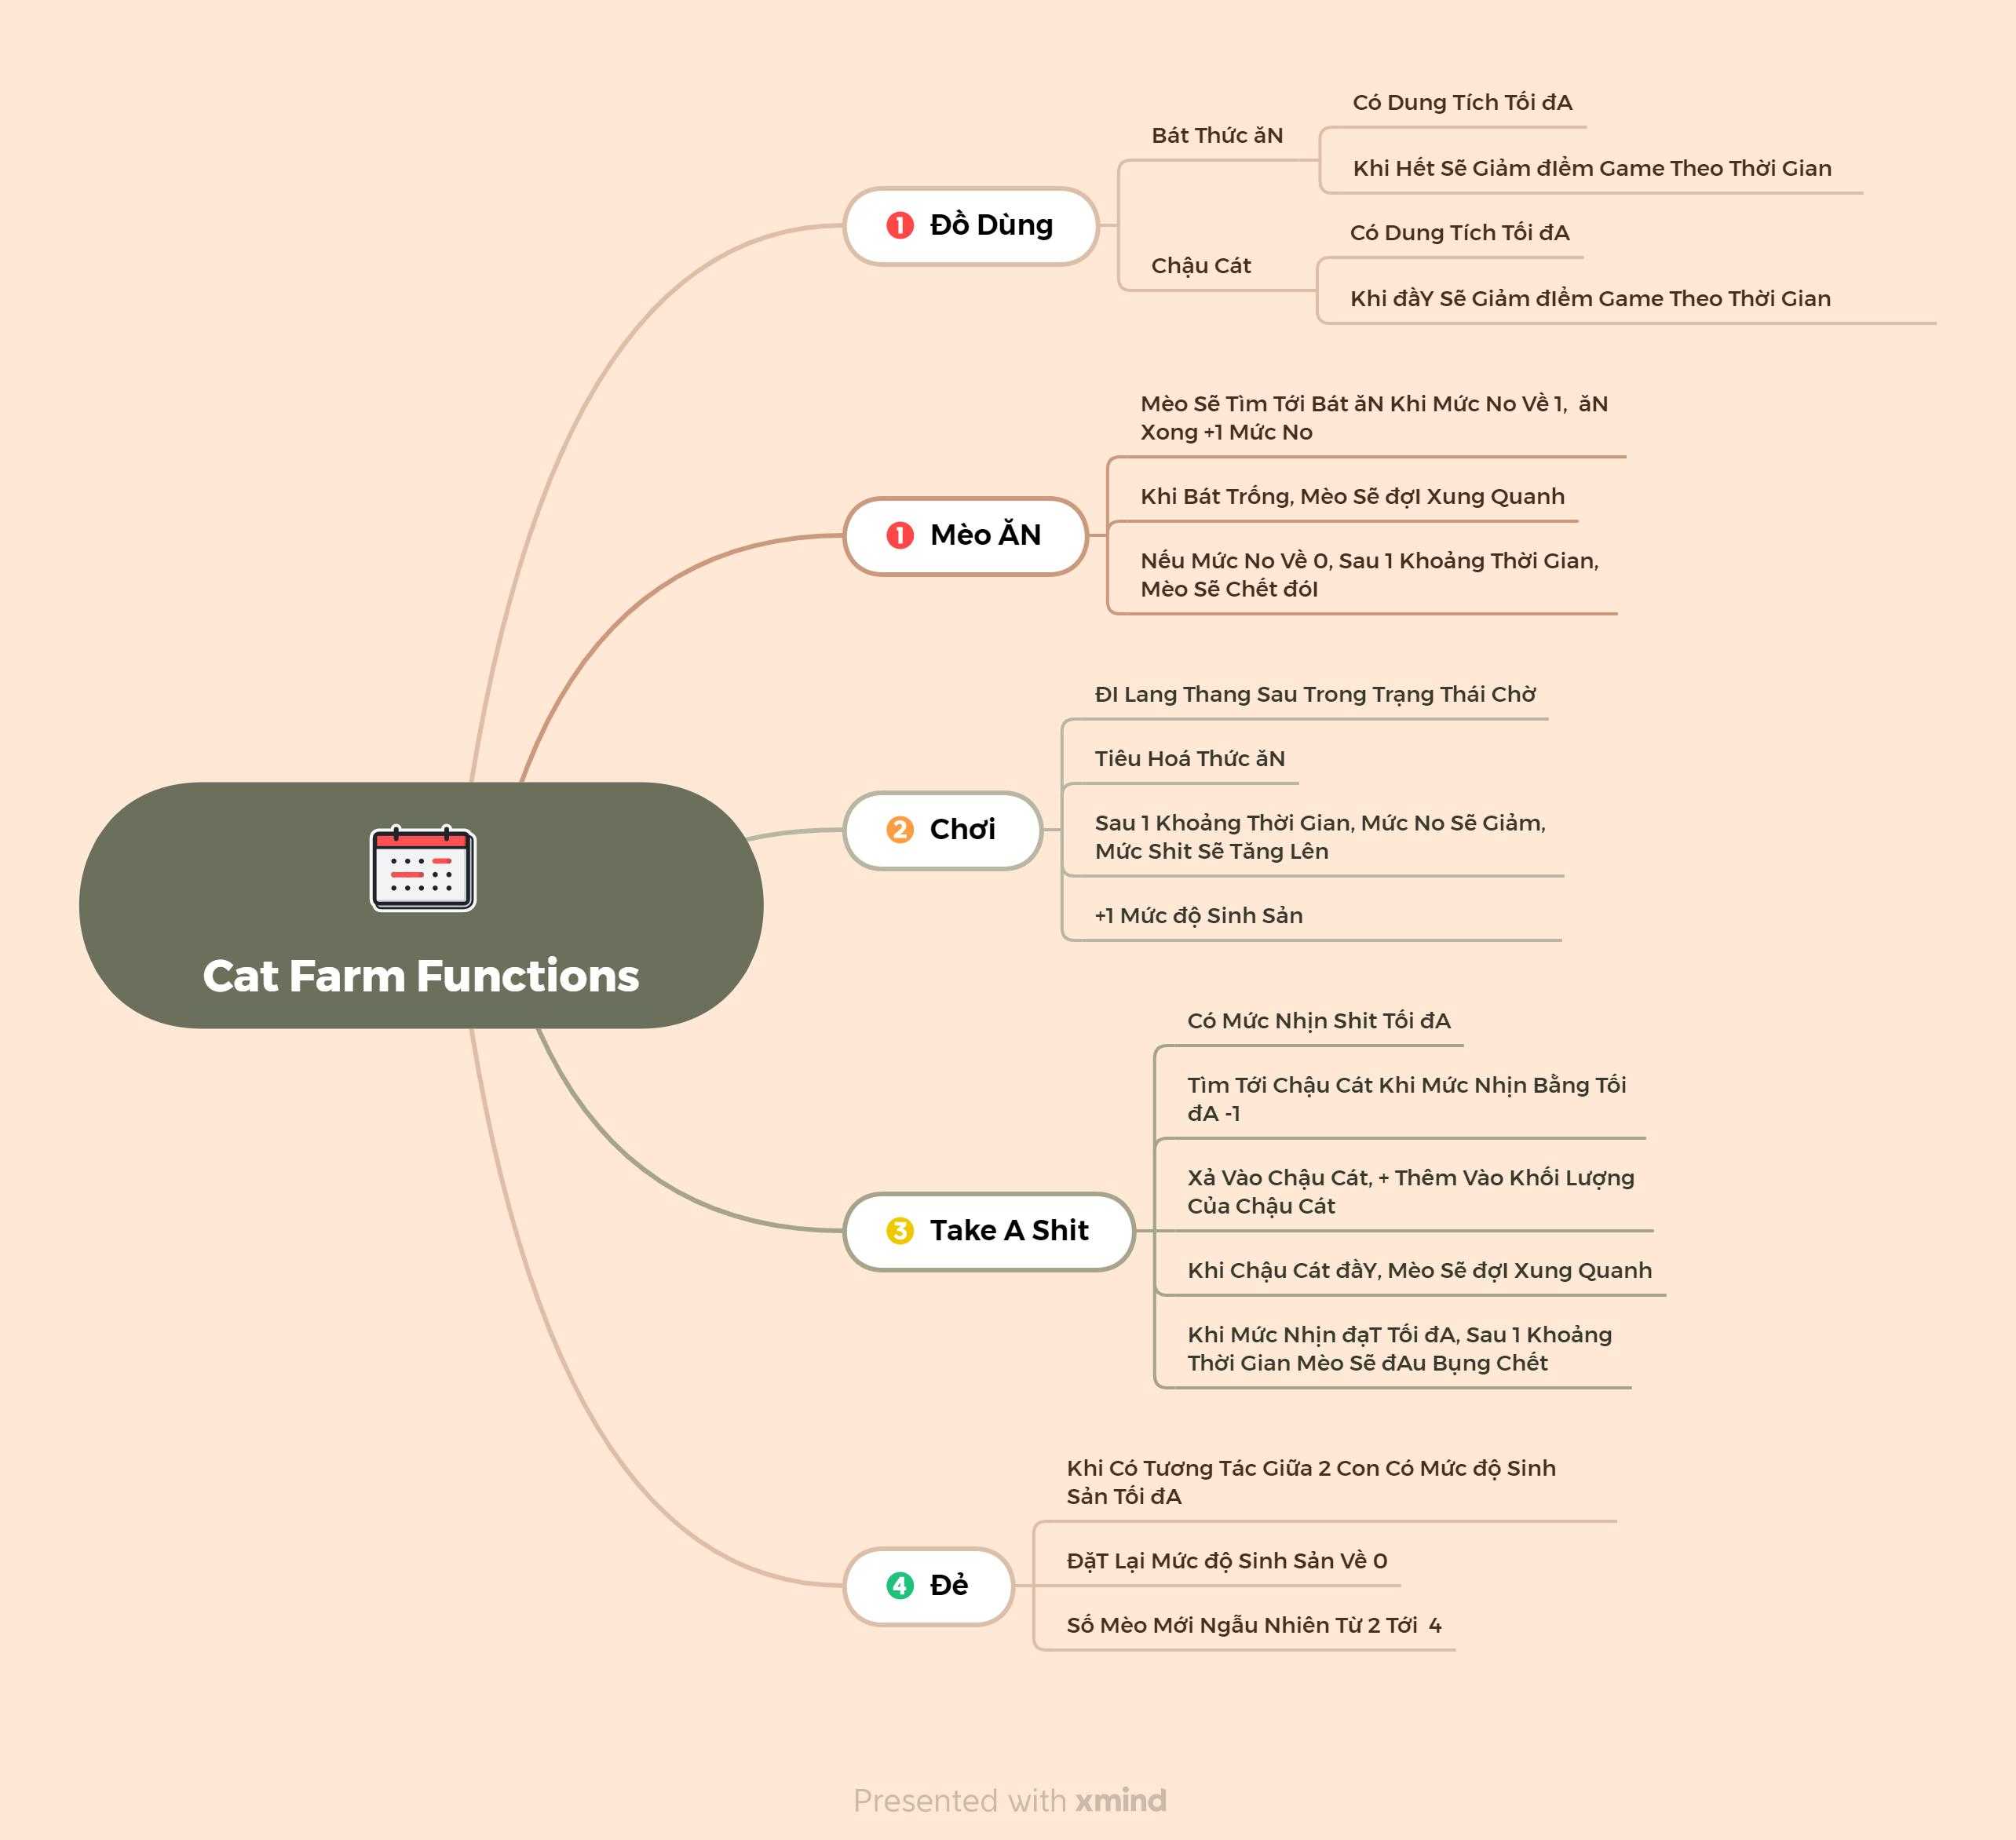 Cat Farm Functions
1 Đồ Dùng
Bát Thức ăN
Có Dung Tích Tối đA
Khi Hết Sẽ Giảm đIểm Game Theo Thời Gian
Chậu Cát
Có Dung Tích Tối đA
Khi đầY Sẽ Giảm đIểm Game Theo Thời Gian
1 Mèo ĂN
Mèo Sẽ Tìm Tới Bát ăN Khi Mức No Về 1,  ăN
Xong +1 Mức No
Khi Bát Trống, Mèo Sẽ đợI Xung Quanh
Nếu Mức No Về 0, Sau 1 Khoảng Thời Gian,
Mèo Sẽ Chết đóI
2 Chơi
ĐI Lang Thang Sau Trong Trạng Thái Chờ
Tiêu Hoá Thức ăN
Sau 1 Khoảng Thời Gian, Mức No Sẽ Giảm,
Mức Shit Sẽ Tăng Lên
+1 Mức độ Sinh Sản
3 Take A Shit
Có Mức Nhịn Shit Tối đA
Tìm Tới Chậu Cát Khi Mức Nhịn Bằng Tối
đA -1
Xả Vào Chậu Cát, + Thêm Vào Khối Lượng
Của Chậu Cát
Khi Chậu Cát đầY, Mèo Sẽ đợI Xung Quanh
Khi Mức Nhịn đạT Tối đA, Sau 1 Khoảng
Thời Gian Mèo Sẽ đAu Bụng Chết
4 Đẻ
Khi Có Tương Tác Giữa 2 Con Có Mức độ Sinh
Sản Tối đA
ĐặT Lại Mức độ Sinh Sản Về 0
Số Mèo Mới Ngẫu Nhiên Từ 2 Tới  4
Presented with xmind